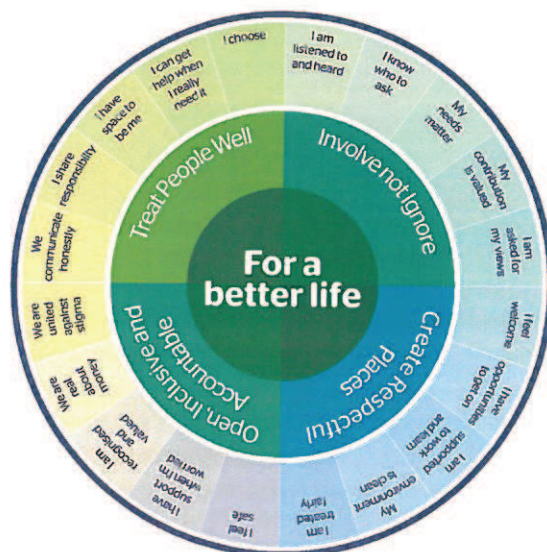 For a
better life
Treat People Well
Involve not Ignore
Create Respectful
Places
Open, Inclusive and
Accountable
I am
listened to
and heard
I know
who to
ask
My
needs
matter
My
contribution
is valued
I am
asked for
my views
i feel
welcome
I have
opportunities
to get on
I am
supported
to work
and learn
My
environment
is clean
I am
treated
fairly
I feel
safe
I have
support
when I'm
worried
I am
recognised
and
valued
We are
real
about
money
We are
united
against
stigma
We
communicate
honestly
I share
responsibility
I have
space to
be me
I can get
help when
I really
need it
I choose